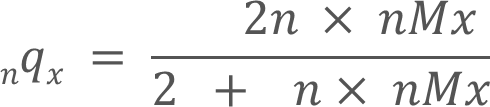 nqx = 2n × nMx
2 + n × nMx